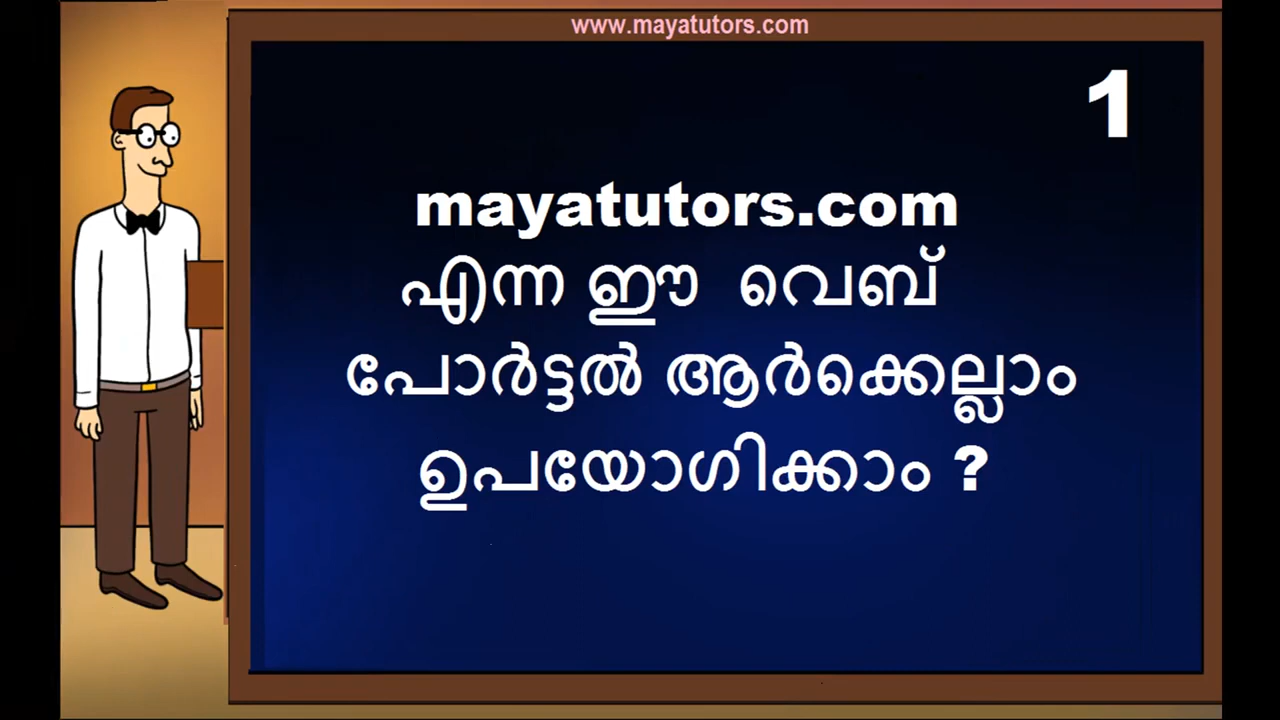 www.mayatutors.com
1
mayatutors.com
എന്ന ഈ വെബ്
പോർട്ടൽ ആർക്കെല്ലാം
ഉപയോഗിക്കാം ?